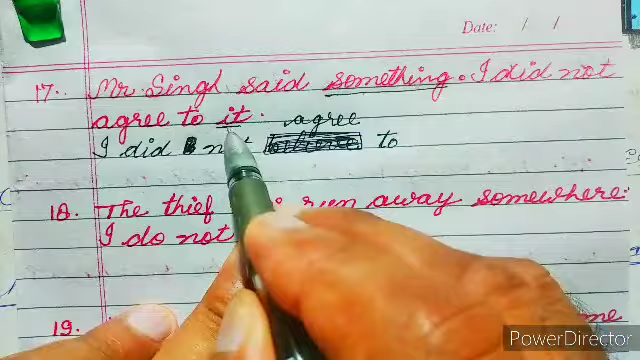 Date: / /
17. Mr. Singh said something. I did not
agree to it.
agree
I did not to
18. The thief run away somewhere.
I do not
19. me
PowerDirector